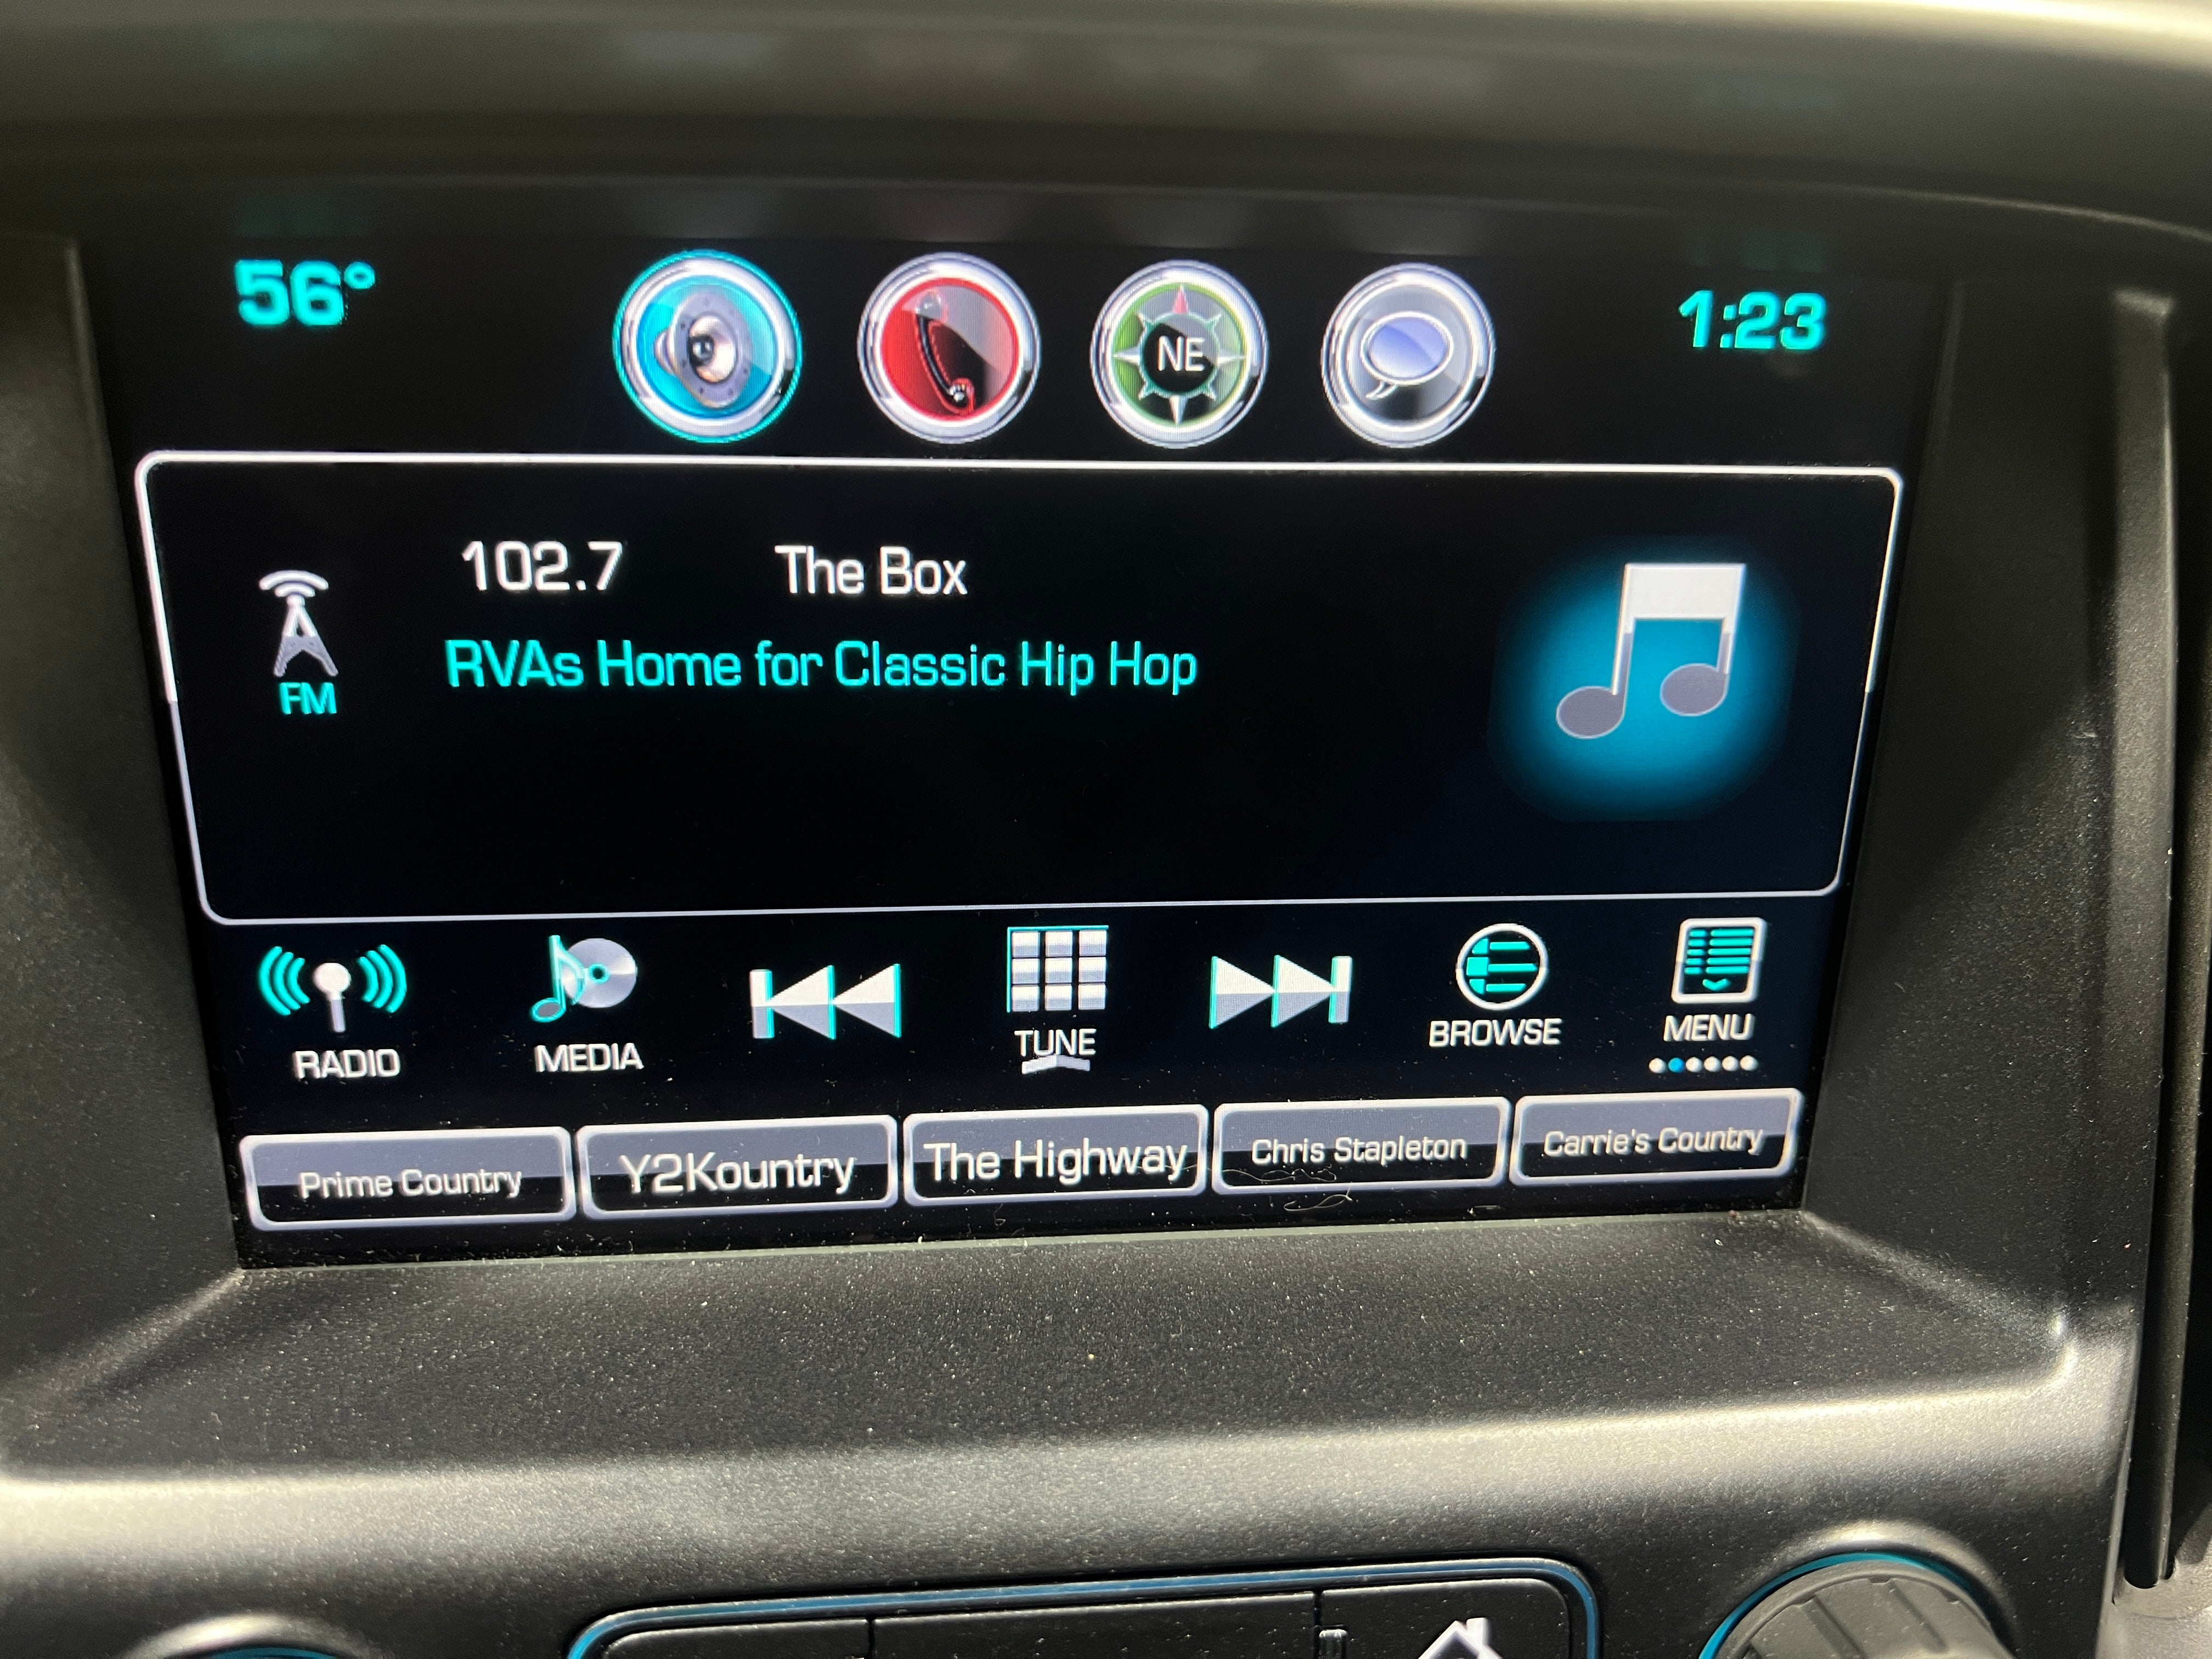 56°
NE
1:23
102.7 The Box
RVAs Home for Classic Hip Hop
FM
RADIO
MEDIA
TUNE
BROWSE
MENU
Prime Country
Y2Kountry
The Highway
Chris Stapleton
Carrie's Country